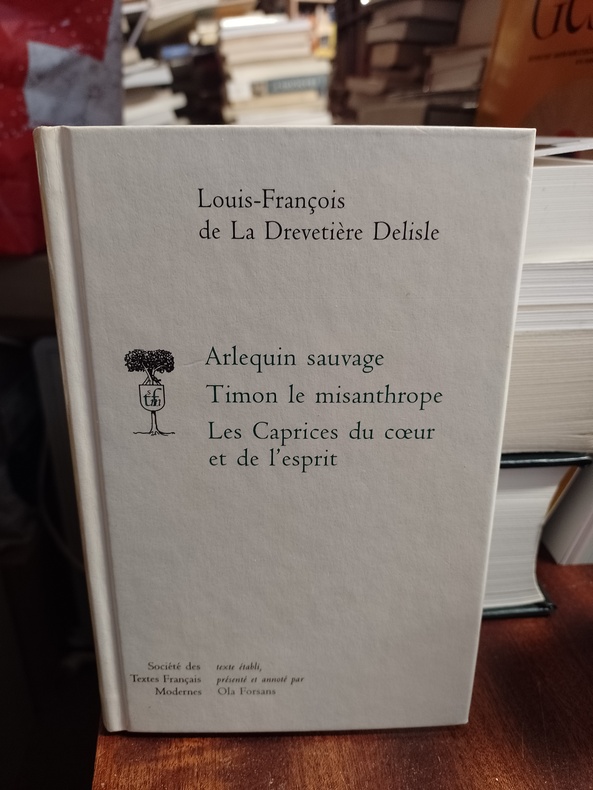 Louis-François
de La Drevetière Delisle
Arlequin sauvage
Timon le misanthrope
Les Caprices du cœur
et de l'esprit
Société des
Textes Français
Modernes
texte établi,
présenté et annoté par
Ola Forsans